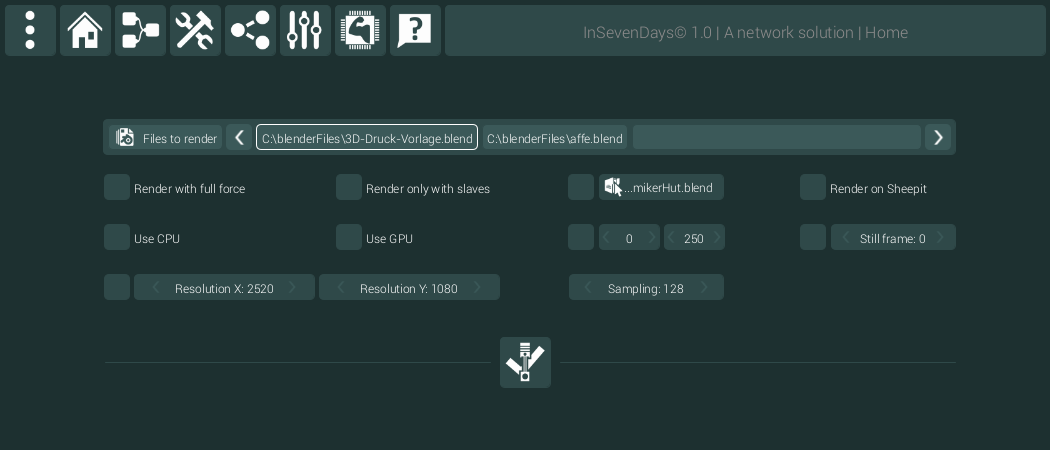 InSevenDays© 1.0 | A network solution | Home
Files to render C:\blenderFiles\3D-Druck-Vorlage.blend C:\blenderFiles\affe.blend
Render with full force Render only with slaves ...mikerHut.blend Render on Sheepit
Use CPU Use GPU 0 250 Still frame: 0
Resolution X: 2520 Resolution Y: 1080 Sampling: 128